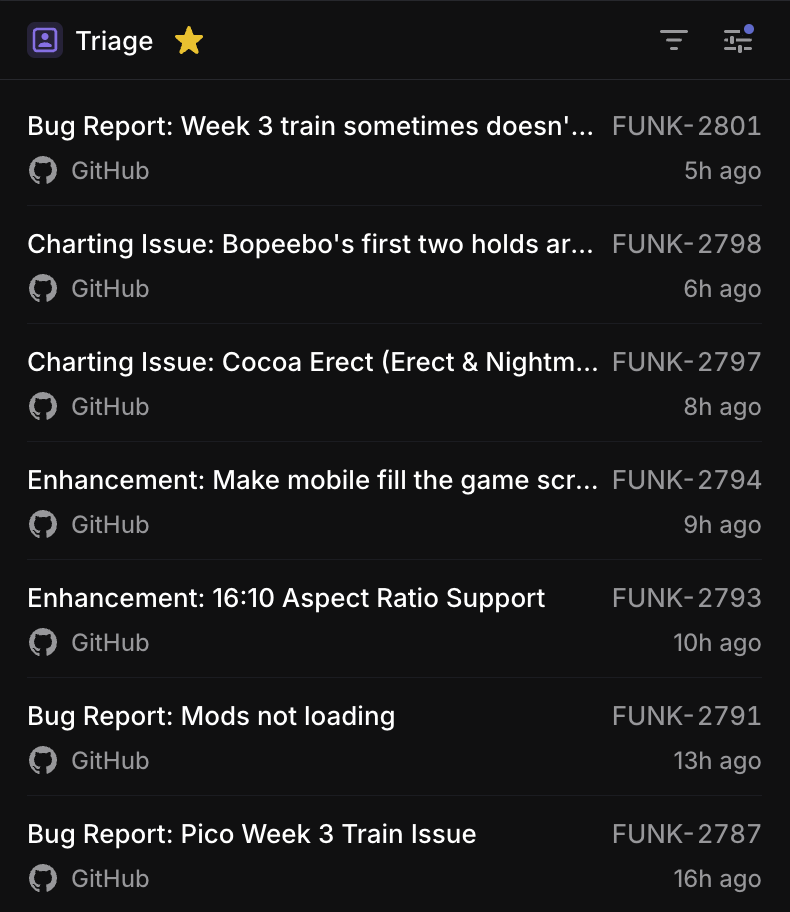 Triage
Bug Report: Week 3 train sometimes doesn'... FUNK-2801
GitHub 5h ago
Charting Issue: Bopeebo's first two holds ar... FUNK-2798
GitHub 6h ago
Charting Issue: Cocoa Erect (Erect & Nightm... FUNK-2797
GitHub 8h ago
Enhancement: Make mobile fill the game scr... FUNK-2794
GitHub 9h ago
Enhancement: 16:10 Aspect Ratio Support FUNK-2793
GitHub 10h ago
Bug Report: Mods not loading FUNK-2791
GitHub 13h ago
Bug Report: Pico Week 3 Train Issue FUNK-2787
GitHub 16h ago